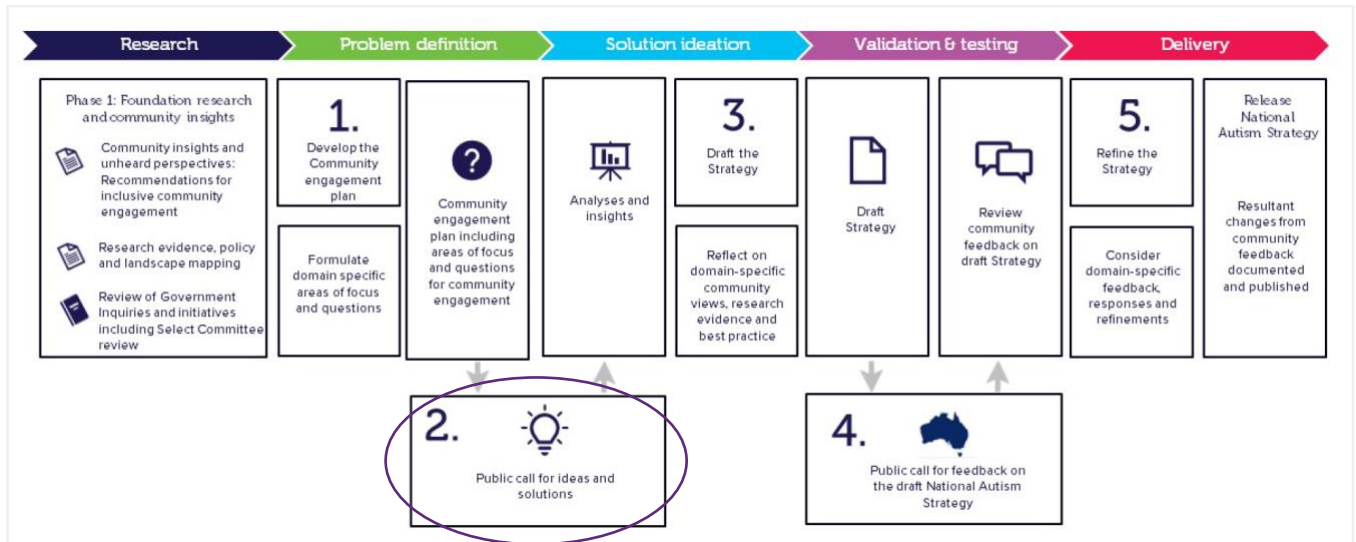 Research
Problem definition
Solution ideation
Validation & testing
Delivery
Phase 1: Foundation research
and community insights
Community insights and
unheard perspectives:
Recommendations for
inclusive community
engagement
Research evidence, policy
and landscape mapping
Review of Government
Inquiries and initiatives
including Select Committee
review
1.
Develop the
Community
engagement
plan
Formulate
domain specific
areas of focus
and questions
?
Community
engagement
plan including
areas of focus
and questions
for community
engagement
2.
Public call for ideas and
solutions
Analyses and
insights
3.
Draft the
Strategy
Reflect on
domain-specific
community
views, research
evidence and
best practice
Draft
Strategy
Review
community
feedback on
draft Strategy
4.
Public call for feedback on
the draft National Autism
Strategy
5.
Refine the
Strategy
Consider
domain-specific
feedback,
responses and
refinements
Release
National
Autism Strategy
Resultant
changes from
community
feedback
documented
and published